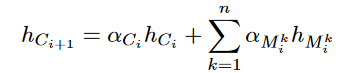 $h_{C_{i+1}} = \alpha_{C_i} h_{C_i} + \sum_{k=1}^{n} \alpha_{M_i^k} h_{M_i^k}$